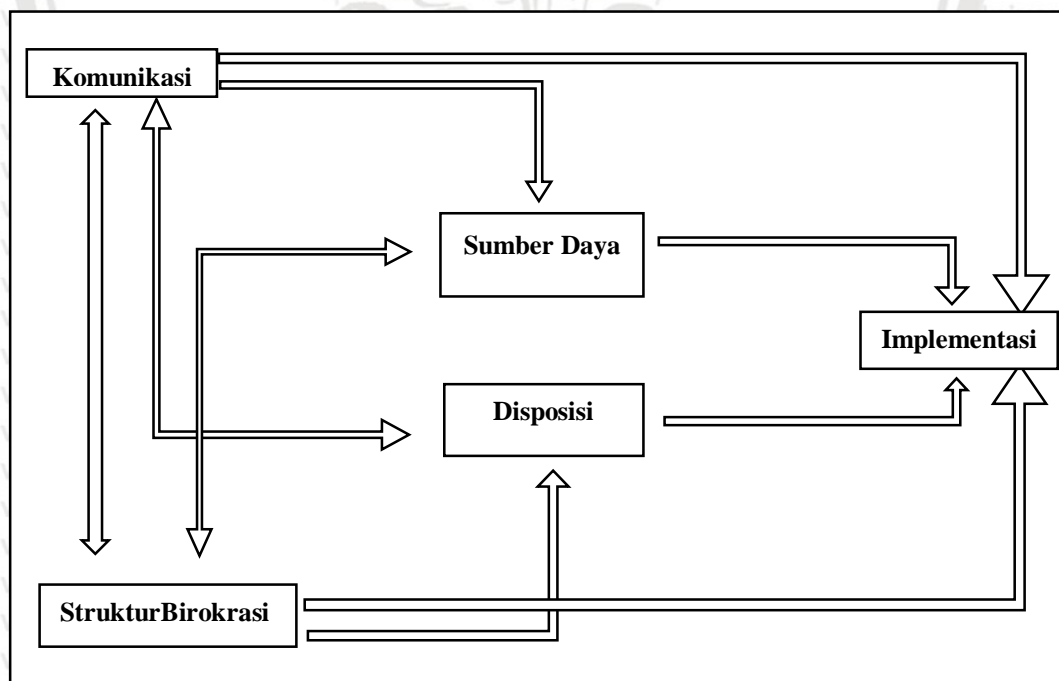 Komunikasi
Sumber Daya
Implementasi
Disposisi
StrukturBirokrasi